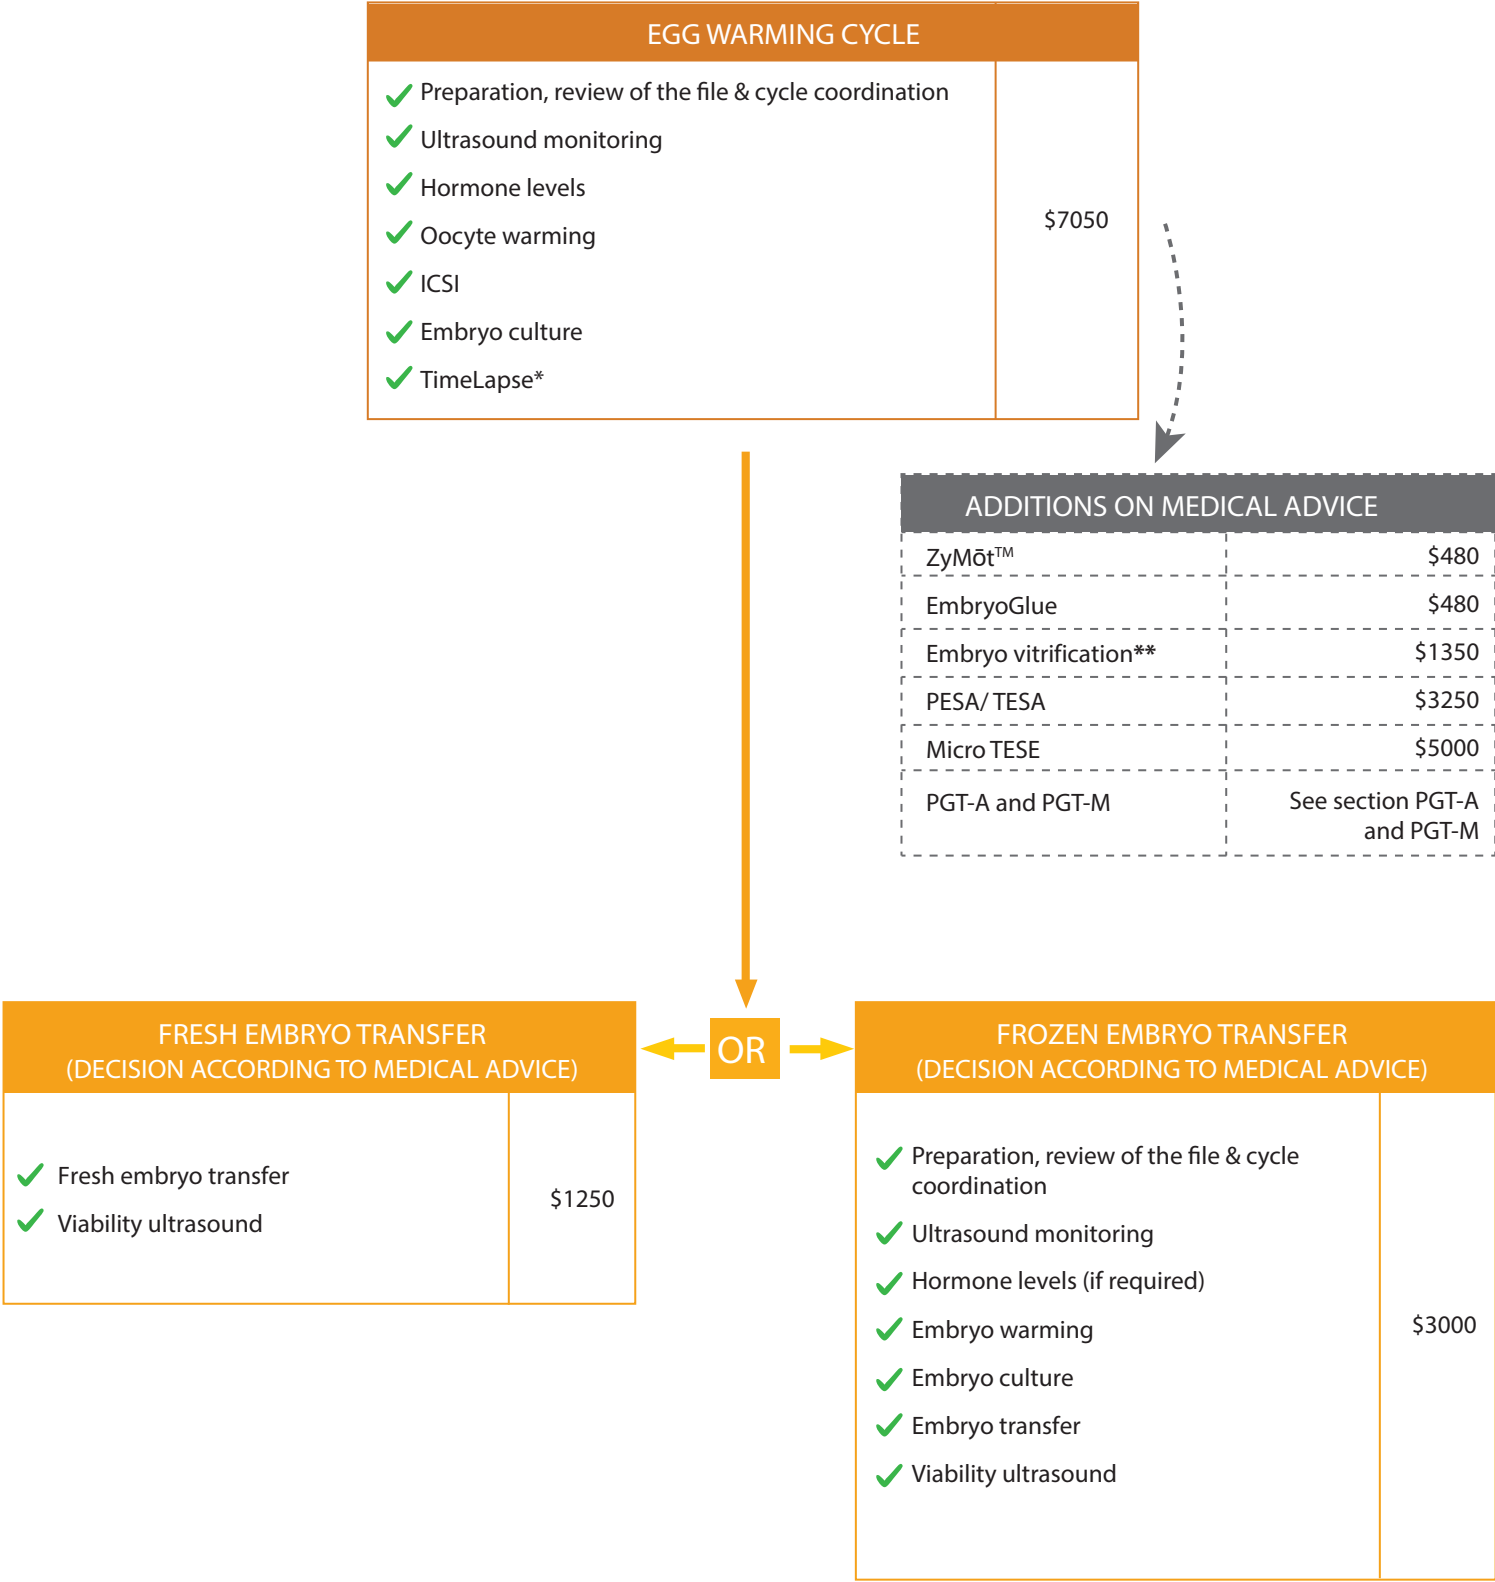 EGG WARMING CYCLE
Preparation, review of the file & cycle coordination
Ultrasound monitoring
Hormone levels
Oocyte warming
ICSI
Embryo culture
TimeLapse*
$7050
ADDITIONS ON MEDICAL ADVICE
ZyMōt™ $480
EmbryoGlue $480
Embryo vitrification** $1350
PESA/ TESA $3250
Micro TESE $5000
PGT-A and PGT-M See section PGT-A
and PGT-M
FRESH EMBRYO TRANSFER
(DECISION ACCORDING TO MEDICAL ADVICE)
Fresh embryo transfer
Viability ultrasound
$1250
OR
FROZEN EMBRYO TRANSFER
(DECISION ACCORDING TO MEDICAL ADVICE)
Preparation, review of the file & cycle
coordination
Ultrasound monitoring
Hormone levels (if required)
Embryo warming
Embryo culture
Embryo transfer
Viability ultrasound
$3000